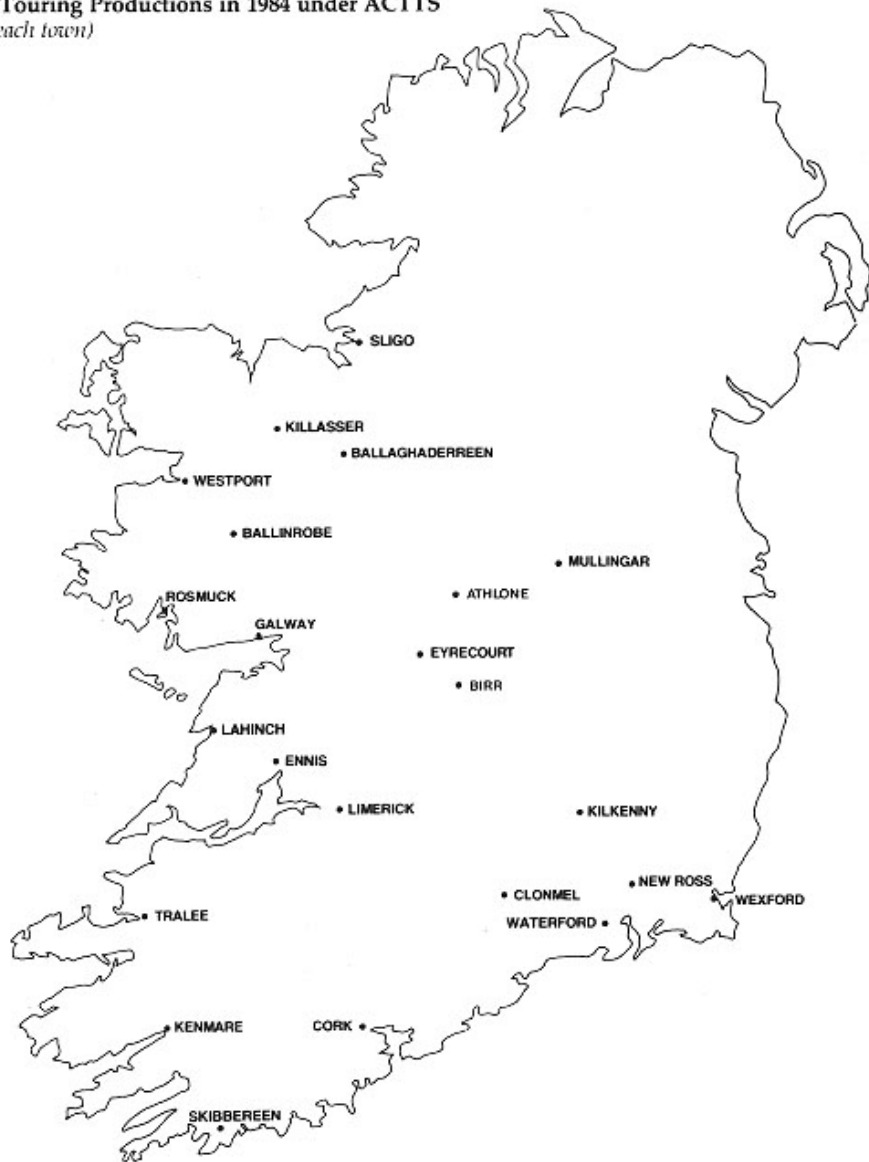 Touring Productions in 1984 under ACTTS
each town)
SLIGO
KILLASSER
BALLAGHADERREEN
WESTPORT
BALLINROBE
MULLINGAR
ROSMUCK
ATHLONE
GALWAY
EYRECOURT
BIRR
LAHINCH
ENNIS
LIMERICK
KILKENNY
NEW ROSS
CLONMEL
WEXFORD
TRALEE
WATERFORD
KENMARE
CORK
SKIBBEREEN